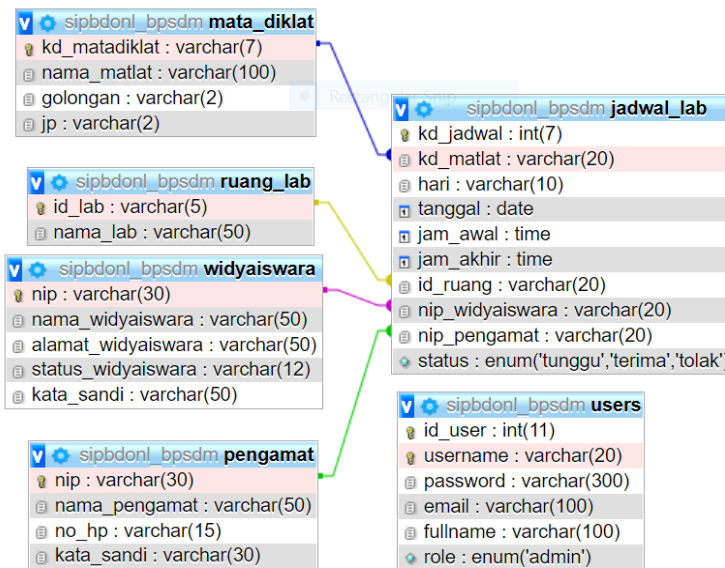 sipbdonl_bpsdm mata_diklat
kd_matadiklat : varchar(7)
nama_matlat : varchar(100)
golongan : varchar(2)
jp : varchar(2)
Rectangular Snip
sipbdonl_bpsdm jadwal_lab
kd_jadwal : int(7)
kd_matlat : varchar(20)
hari : varchar(10)
tanggal : date
jam_awal : time
jam_akhir : time
id_ruang : varchar(20)
nip_widyaiswara : varchar(20)
nip_pengamat : varchar(20)
status : enum('tunggu','terima','tolak'
sipbdonl_bpsdm ruang_lab
id_lab : varchar(5)
nama_lab : varchar(50)
sipbdonl_bpsdm widyaiswara
nip : varchar(30)
nama_widyaiswara : varchar(50)
alamat_widyaiswara : varchar(50)
status_widyaiswara : varchar(12)
kata_sandi : varchar(50)
sipbdonl_bpsdm users
id_user : int(11)
username : varchar(20)
password : varchar(300)
email : varchar(100)
fullname : varchar(100)
role : enum('admin')
sipbdonl_bpsdm pengamat
nip : varchar(30)
nama_pengamat : varchar(50)
no_hp : varchar(15)
kata_sandi : varchar(30)